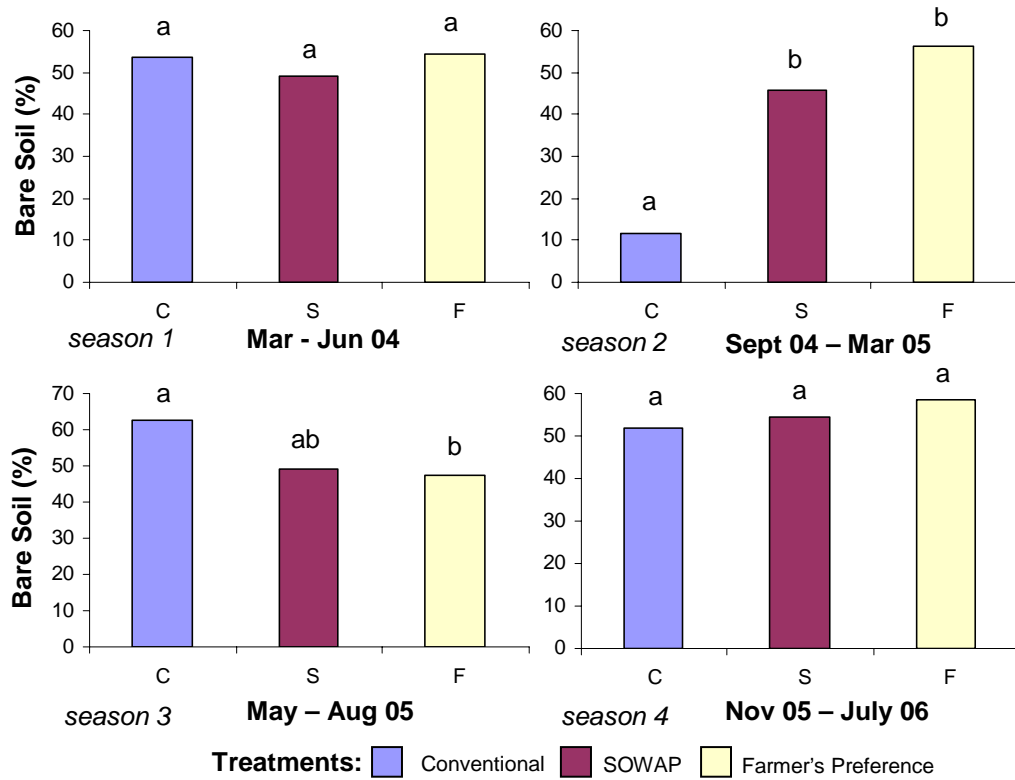 60
50
40
30
20
10
0
Bare Soil (%)
a
a
a
C
S
F
season 1
Mar - Jun 04
60
50
40
30
20
10
0
a
b
b
C
S
F
season 2
Sept 04 – Mar 05
70
60
50
40
30
20
10
0
Bare Soil (%)
a
ab
b
C
S
F
season 3
May – Aug 05
60
50
40
30
20
10
0
a
a
a
C
S
F
season 4
Nov 05 – July 06
Treatments: Conventional SOWAP Farmer's Preference